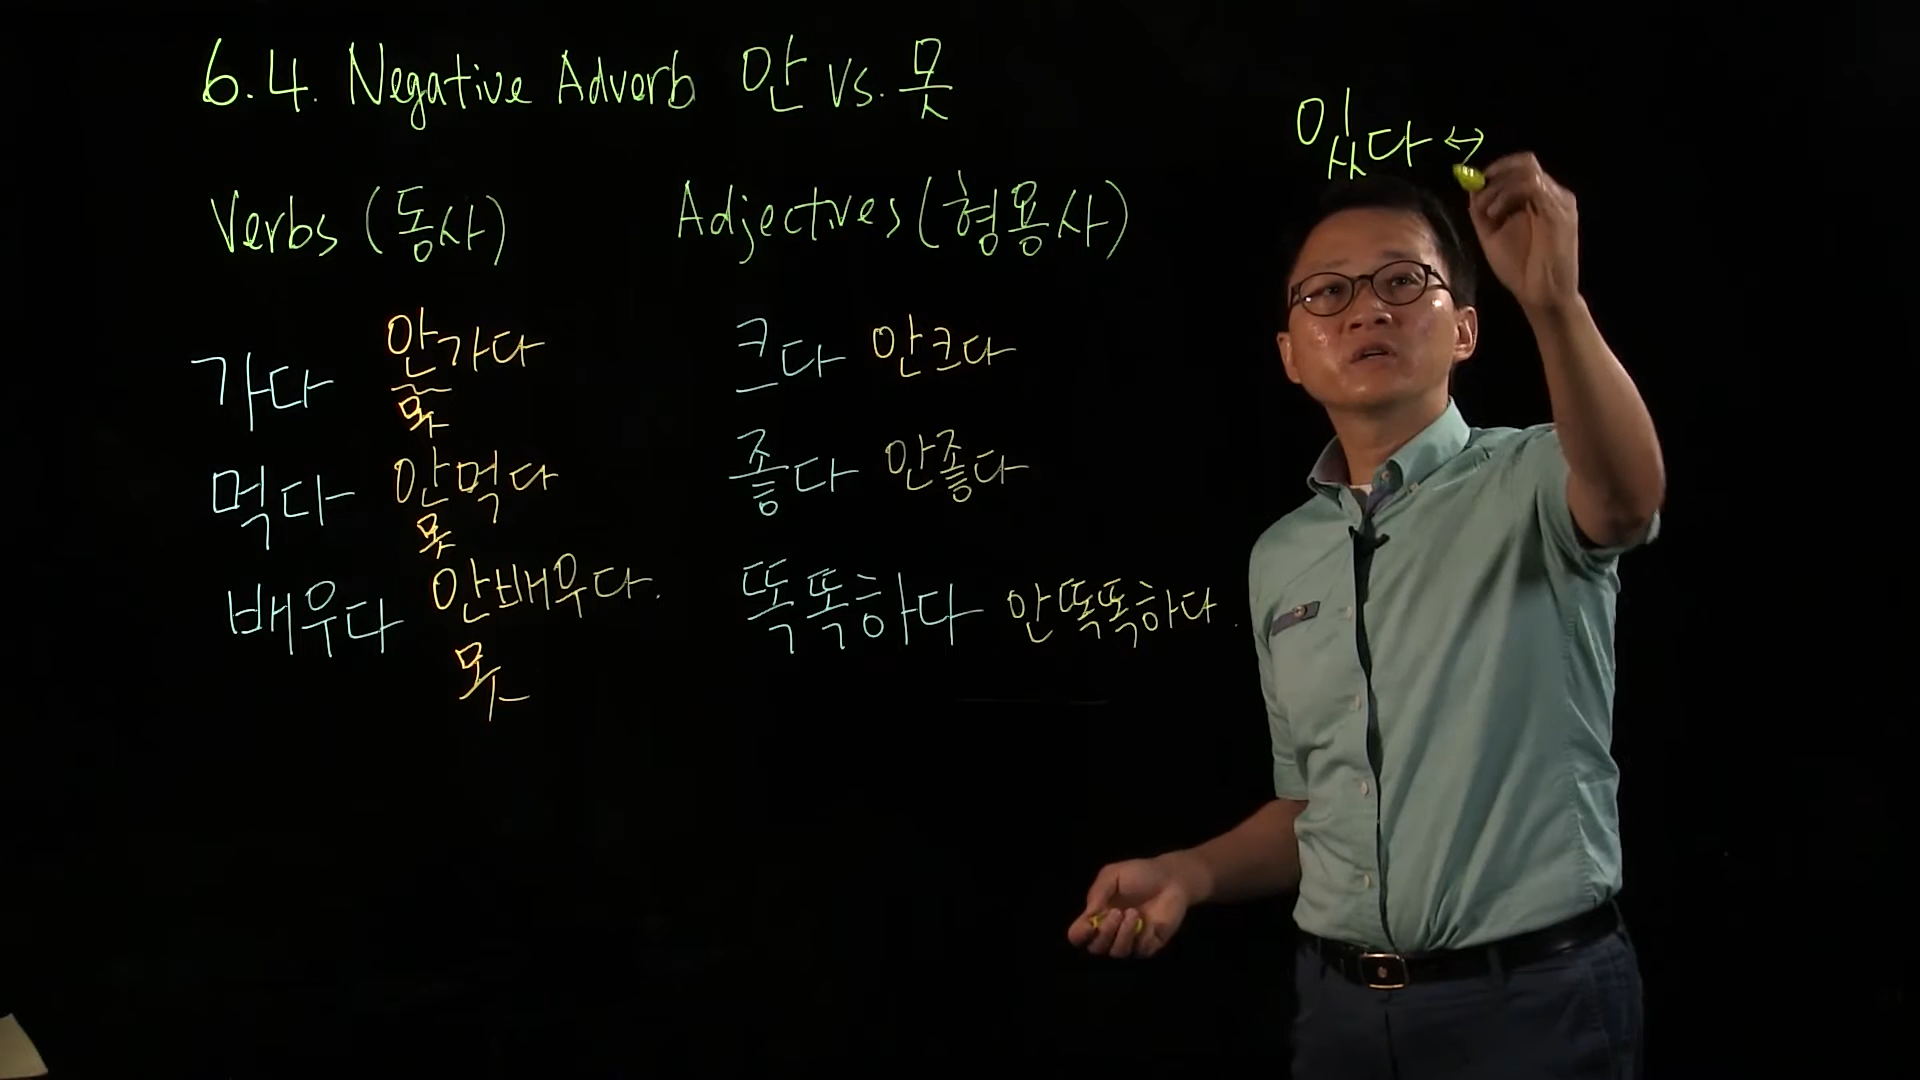 6.4. Negative Adverb 안 vs. 못
있다 ↔
Verbs (동사)
Adjectives (형용사)
가다 안가다
못
크다 안크다
먹다 안먹다
못
좋다 안좋다
배우다 안배우다.
못
똑똑하다 안똑똑하다.